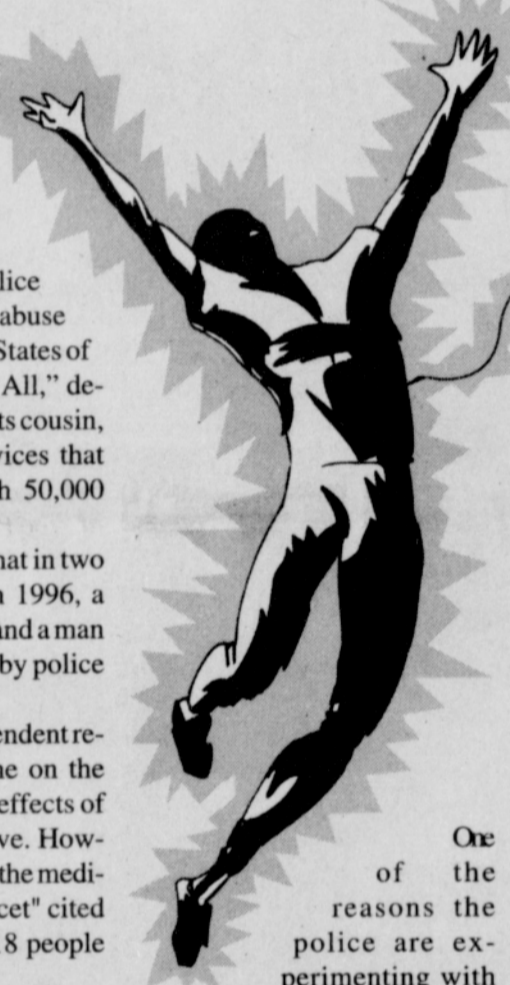 lice
abuse
States of
All,” de-
ts cousin,
vices that
h 50,000
hat in two
n 1996, a
and a man
by police
endent re-
ne on the
effects of
ve. How-
the medi-
cet" cited
8 people
One
of the
reasons the
police are ex-
perimenting with